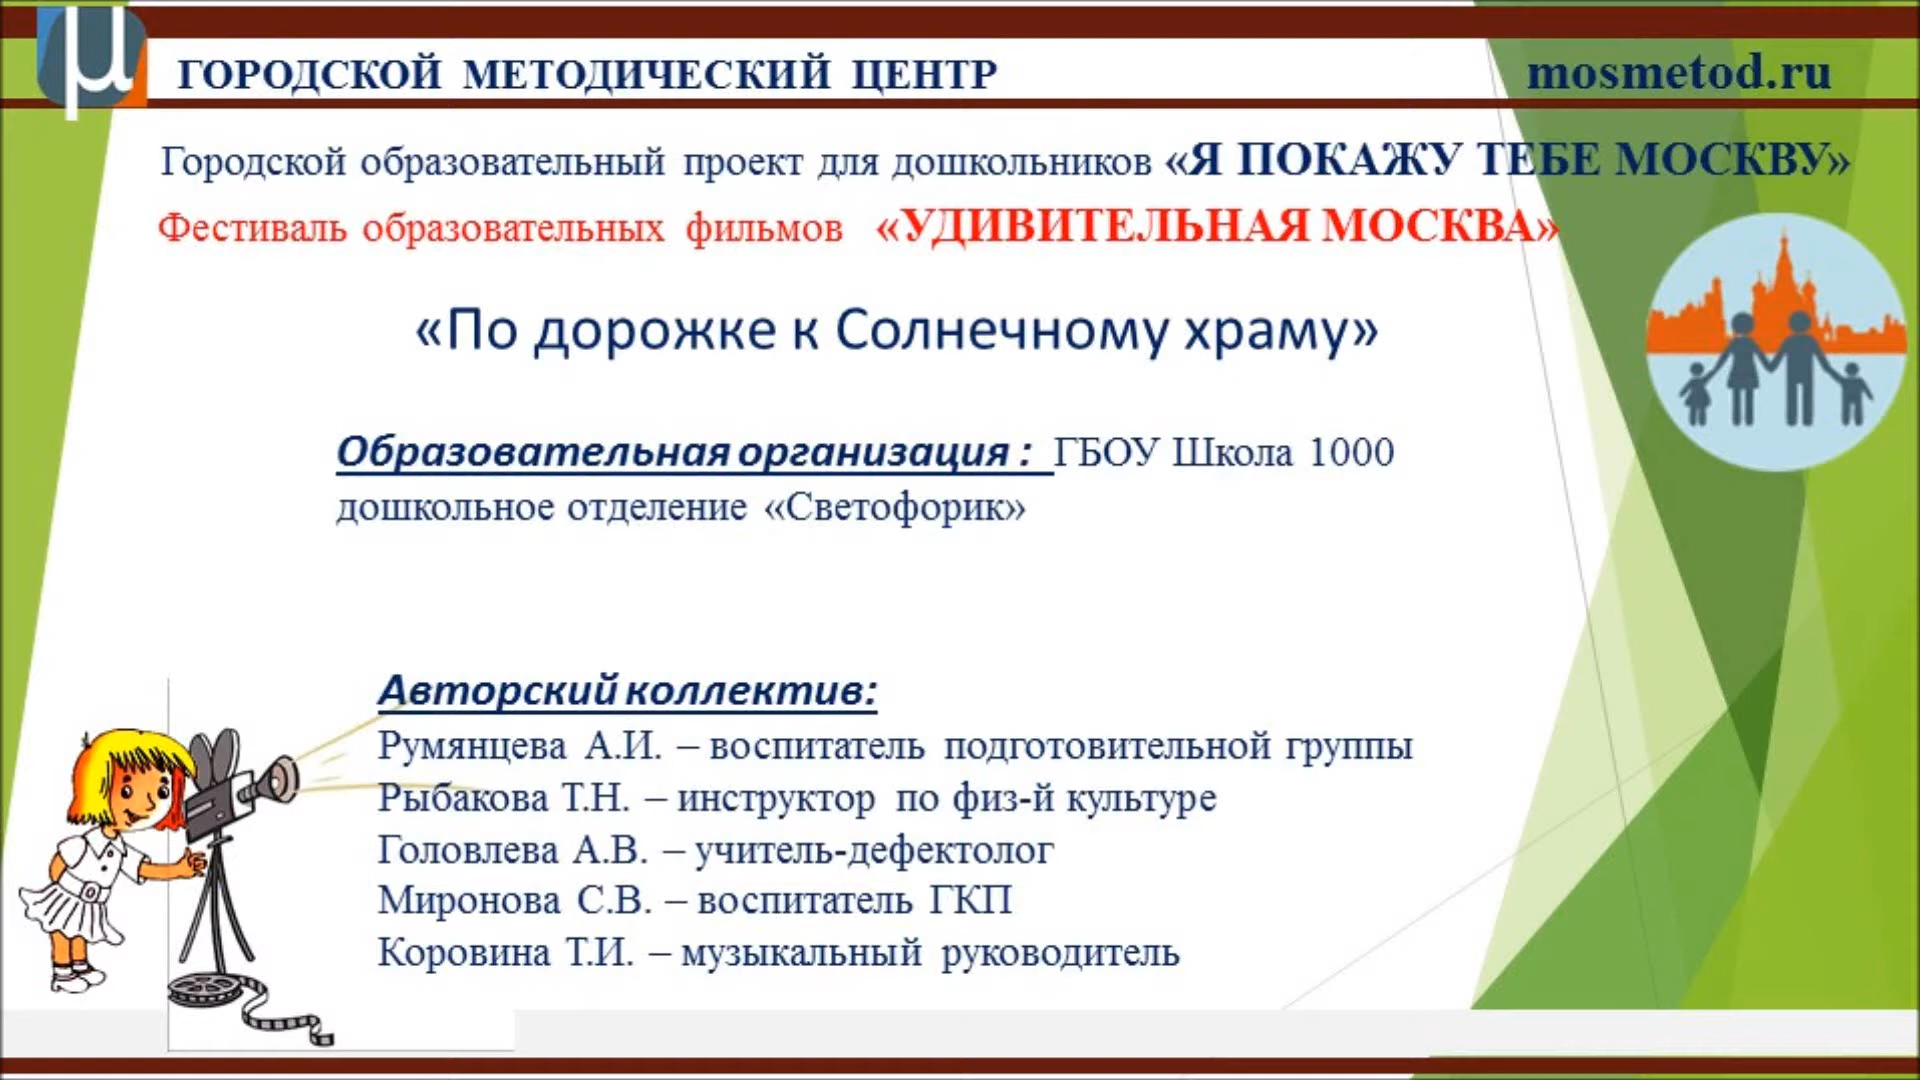 μ
ГОРОДСКОЙ МЕТОДИЧЕСКИЙ ЦЕНТР
mosmetod.ru
Городской образовательный проект для дошкольников «Я ПОКАЖУ ТЕБЕ МОСКВУ»
Фестиваль образовательных фильмов «УДИВИТЕЛЬНАЯ МОСКВА»
«По дорожке к Солнечному храму»
Образовательная организация : ГБОУ Школа 1000
дошкольное отделение «Светофорик»
Авторский коллектив:
Румянцева А.И. – воспитатель подготовительной группы
Рыбакова Т.Н. – инструктор по физ-й культуре
Головлева А.В. – учитель-дефектолог
Миронова С.В. – воспитатель ГКП
Коровина Т.И. – музыкальный руководитель